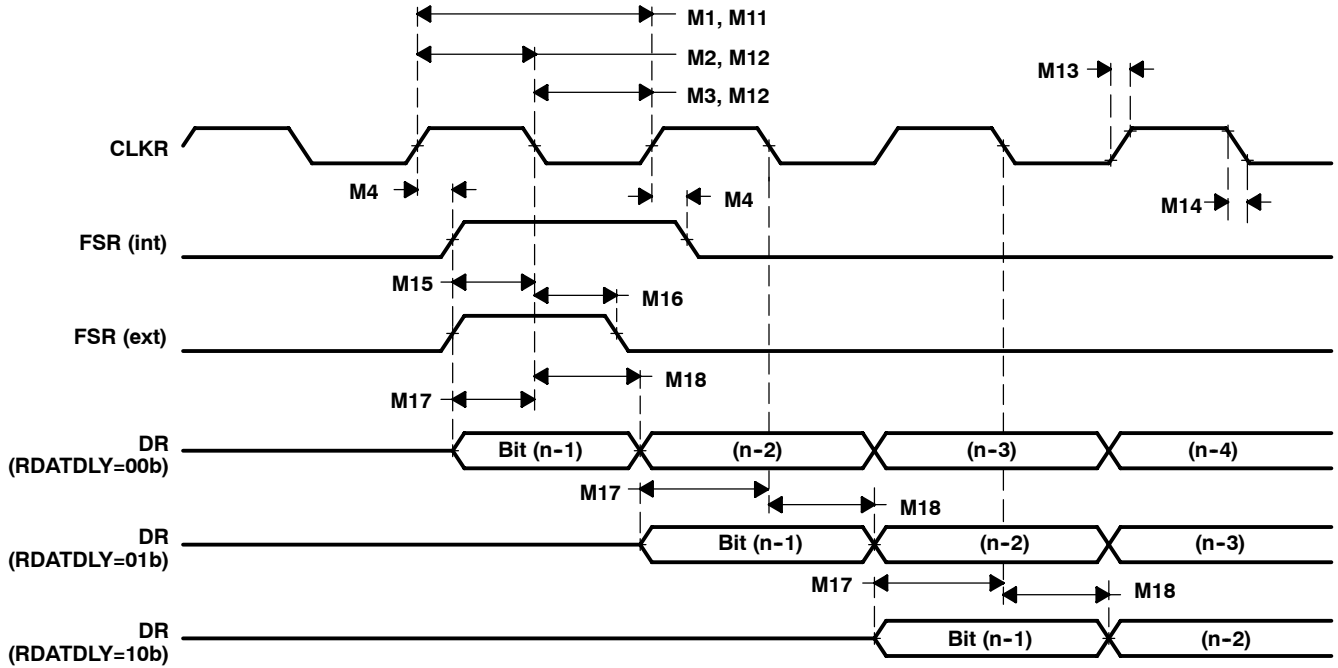 M1, M11
M2, M12
M3, M12
M13
CLKR
M4
M4
M14
FSR (int)
M15
M16
FSR (ext)
M18
M17
DR
(RDATDLY=00b)
Bit (n-1)
(n-2)
(n-3)
(n-4)
M17
M18
DR
(RDATDLY=01b)
Bit (n-1)
(n-2)
(n-3)
M17
M18
DR
(RDATDLY=10b)
Bit (n-1)
(n-2)